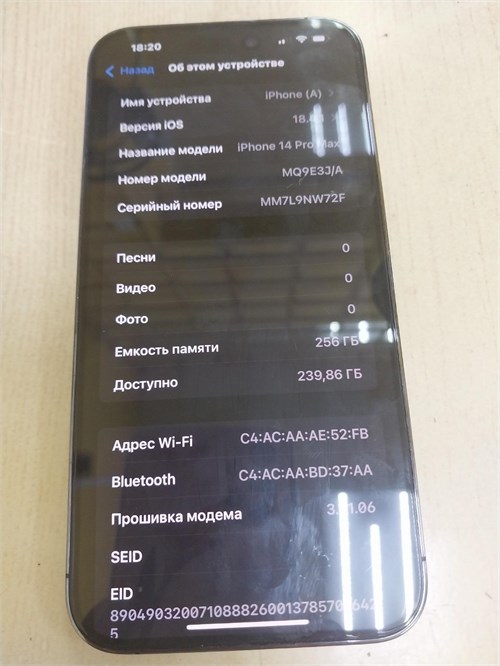 18:20
Назад Об этом устройстве
Имя устройства iPhone (A)
Версия iOS
Название модели iPhone 14 Pro Max
Номер модели MQ9E3J/A
Серийный номер MM7L9NW72F
Песни 0
Видео 0
Фото 0
Емкость памяти 256 ГБ
Доступно 239,86 ГБ
Адрес Wi-Fi C4:AC:AA:AE:52:FB
Bluetooth C4:AC:AA:BD:37:AA
Прошивка модема
SEID
EID
5